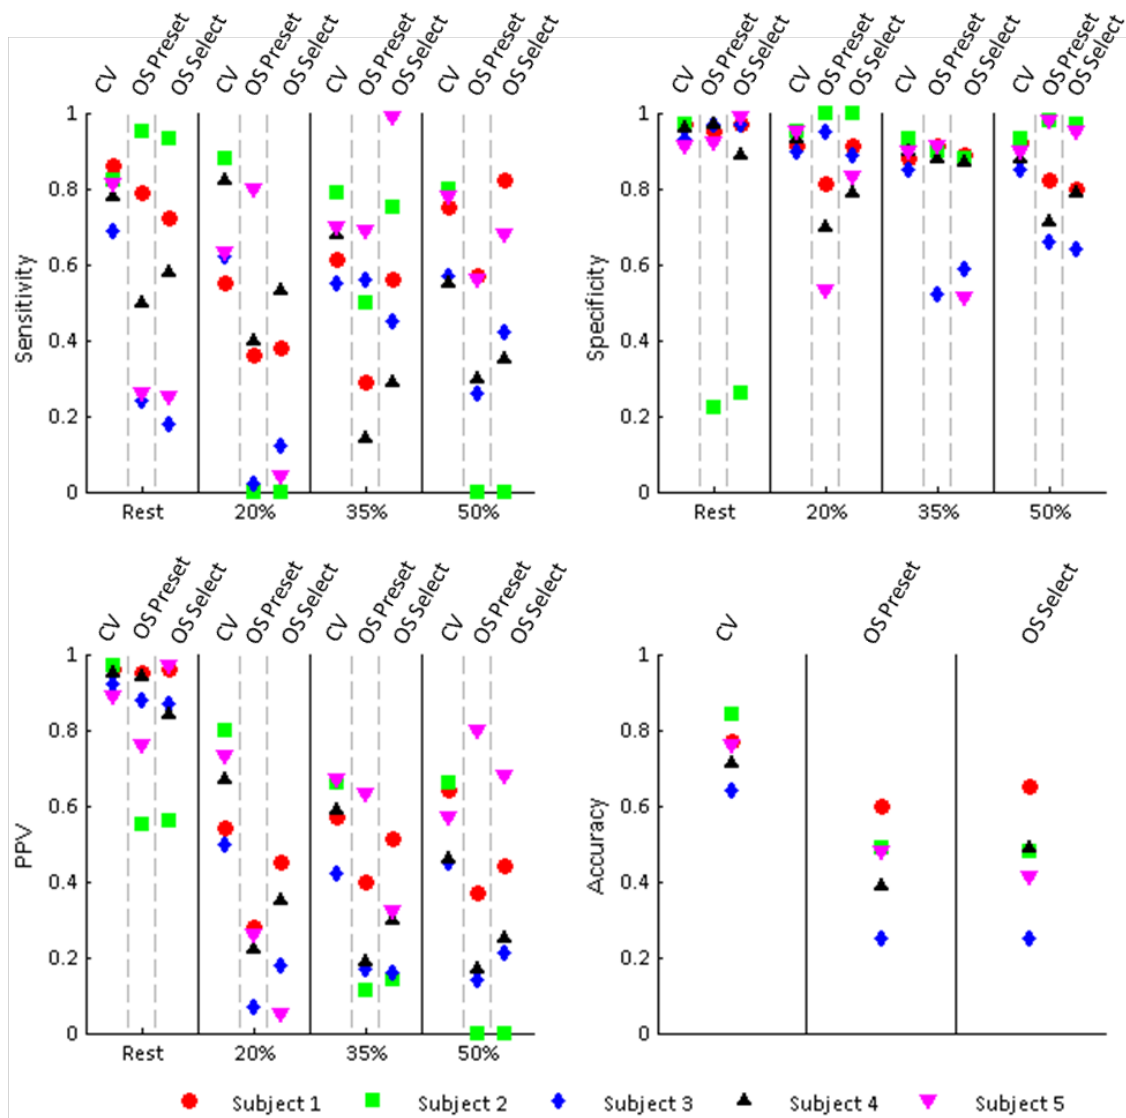 CV OS Preset OS Select CV OS Preset OS Select CV OS Preset OS Select CV OS Preset OS Select
CV OS Preset OS Select CV OS Preset OS Select CV OS Preset OS Select CV OS Preset OS Select
Sensitivity
1
0.8
0.6
0.4
0.2
0
Rest 20% 35% 50%
Specificity
1
0.8
0.6
0.4
0.2
0
Rest 20% 35% 50%
CV OS Preset OS Select CV OS Preset OS Select CV OS Preset OS Select CV OS Preset OS Select
CV OS Preset OS Select
PPV
1
0.8
0.6
0.4
0.2
0
Rest 20% 35% 50%
Accuracy
1
0.8
0.6
0.4
0.2
0
Subject 1 Subject 2 Subject 3 Subject 4 Subject 5